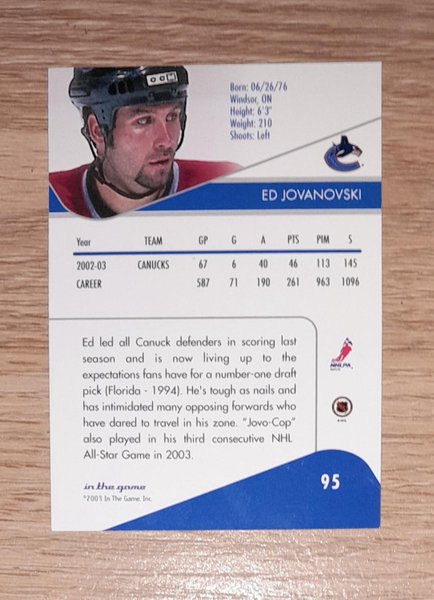 CCM
Born: 06/26/76
Windsor, ON
Height: 6'3"
Weight: 210
Shoots: Left
ED JOVANOVSKI
Year TEAM GP G A PTS PIM S
2002-03 CANUCKS 67 6 40 46 113 145
CAREER 587 71 190 261 963 1096
Ed led all Canuck defenders in scoring last
season and is now living up to the
expectations fans have for a number-one draft
pick (Florida - 1994). He's tough as nails and
has intimidated many opposing forwards who
have dared to travel in his zone. "Jovo-Cop"
also played in his third consecutive NHL
All-Star Game in 2003.
NHLPA
in the game
©2003 In The Game, Inc.
95